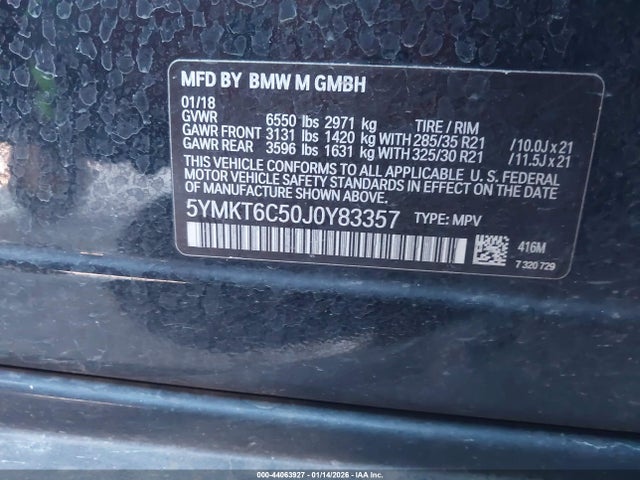 MFD BY BMW M GMBH
01/18
GVWR 6550 lbs 2971 kg TIRE / RIM
GAWR FRONT 3131 lbs 1420 kg WITH 285/35 R21 /10.0J x 21
GAWR REAR 3596 lbs 1631 kg WITH 325/30 R21 /11.5J x 21
THIS VEHICLE CONFORMS TO ALL APPLICABLE U.S. FEDERAL
MOTOR VEHICLE SAFETY STANDARDS IN EFFECT ON THE DATE OF
MANUFACTURE SHOWN ABOVE.
5YMKT6C50J0Y83357 TYPE: MPV
416M
7 320 729
000-44063927 - 01/14/2026 - IAA Inc.